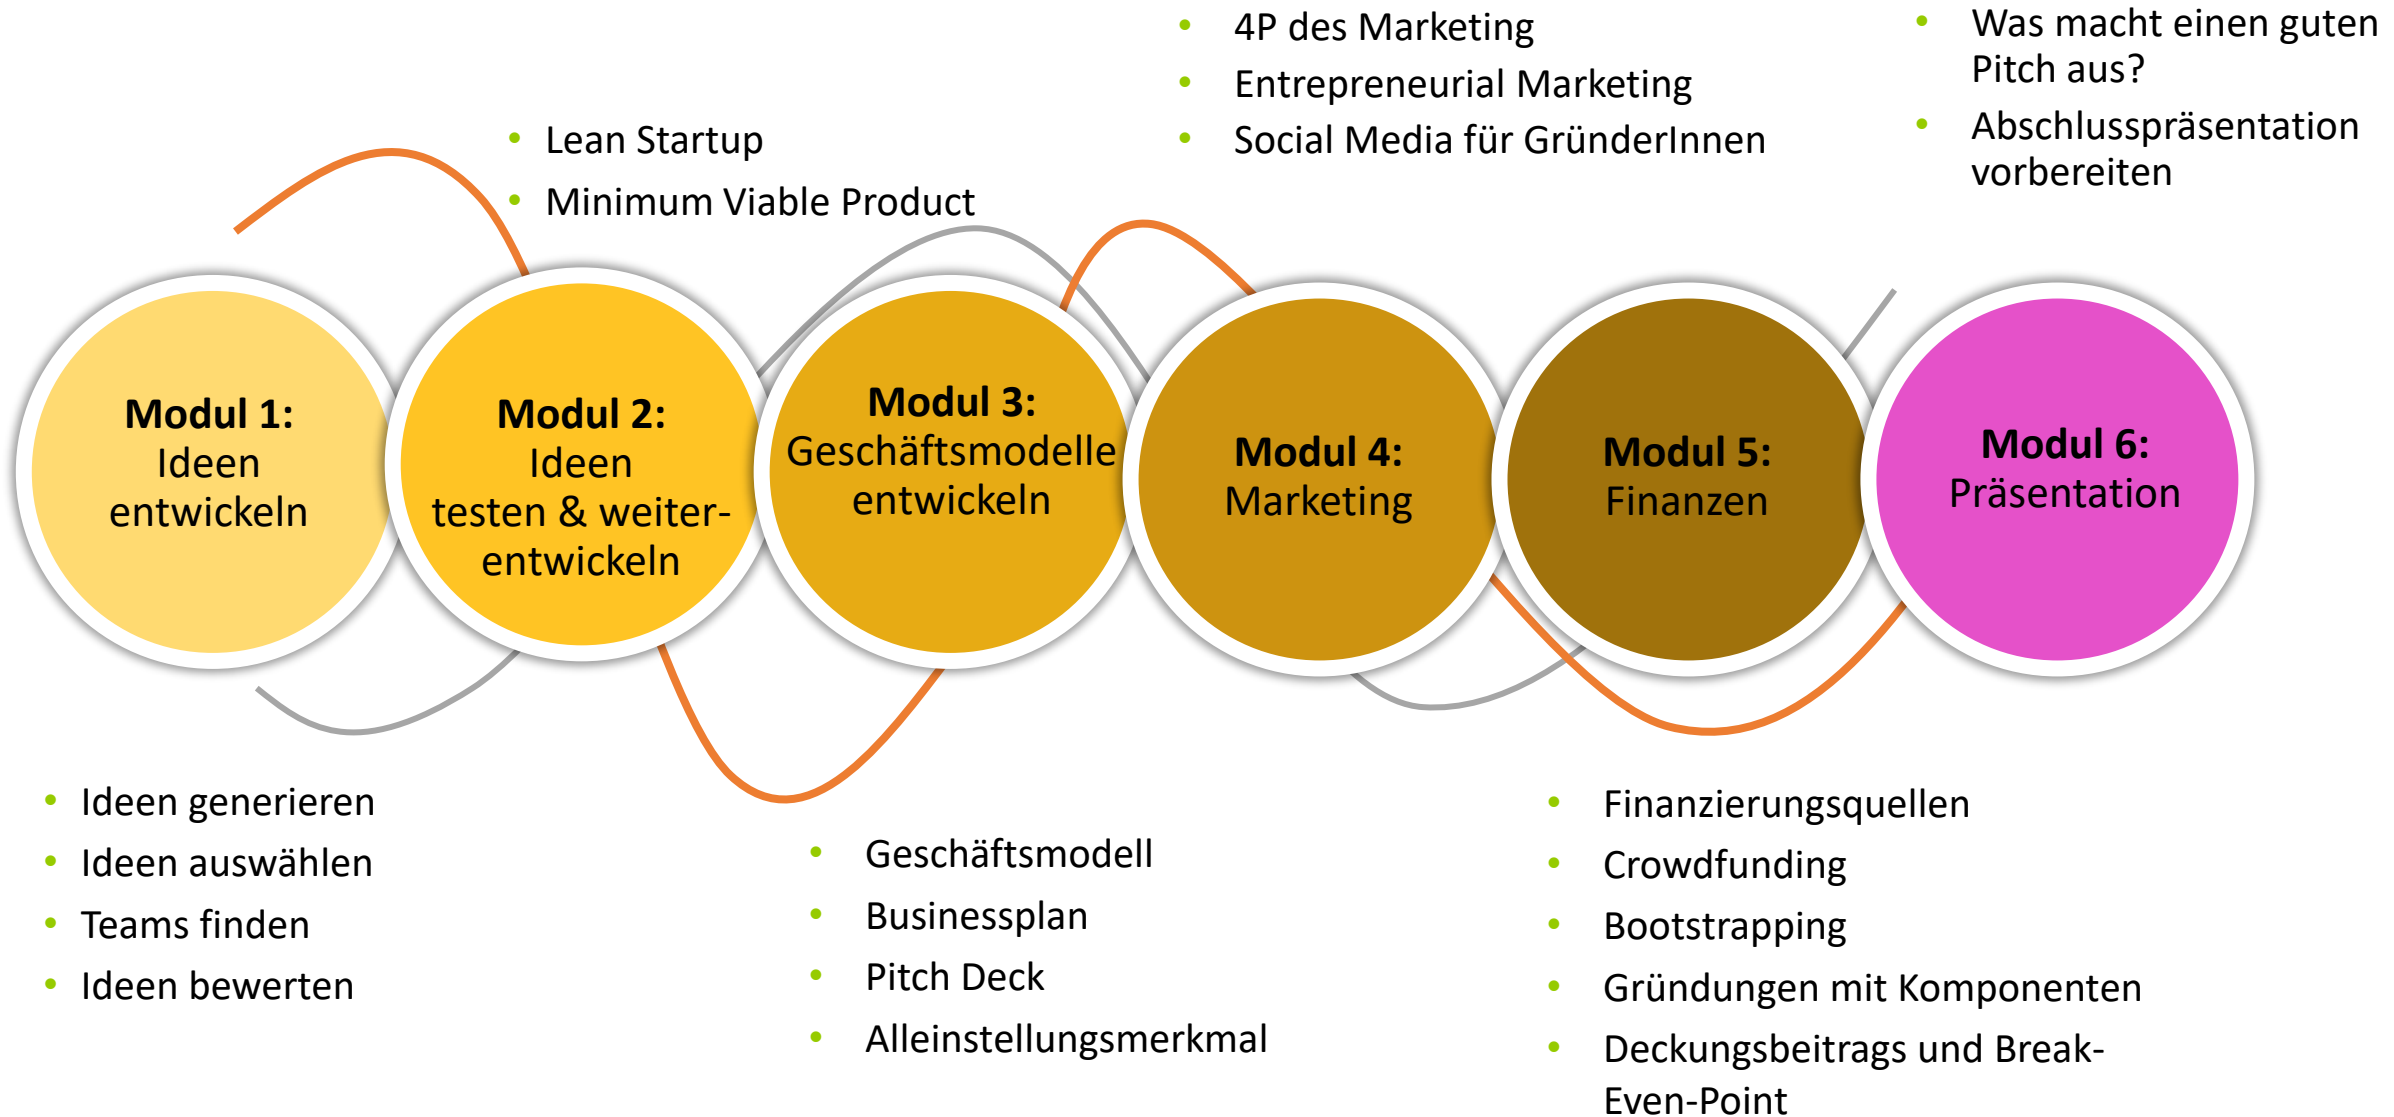 • 4P des Marketing
• Entrepreneurial Marketing
• Social Media für GründerInnen
• Was macht einen guten
Pitch aus?
• Abschlusspräsentation
vorbereiten
• Lean Startup
• Minimum Viable Product
Modul 1:
Ideen
entwickeln
Modul 2:
Ideen
testen & weiter-
entwickeln
Modul 3:
Geschäftsmodelle
entwickeln
Modul 4:
Marketing
Modul 5:
Finanzen
Modul 6:
Präsentation
• Ideen generieren
• Ideen auswählen
• Teams finden
• Ideen bewerten
• Geschäftsmodell
• Businessplan
• Pitch Deck
• Alleinstellungsmerkmal
• Finanzierungsquellen
• Crowdfunding
• Bootstrapping
• Gründungen mit Komponenten
• Deckungsbeitrags und Break-
Even-Point